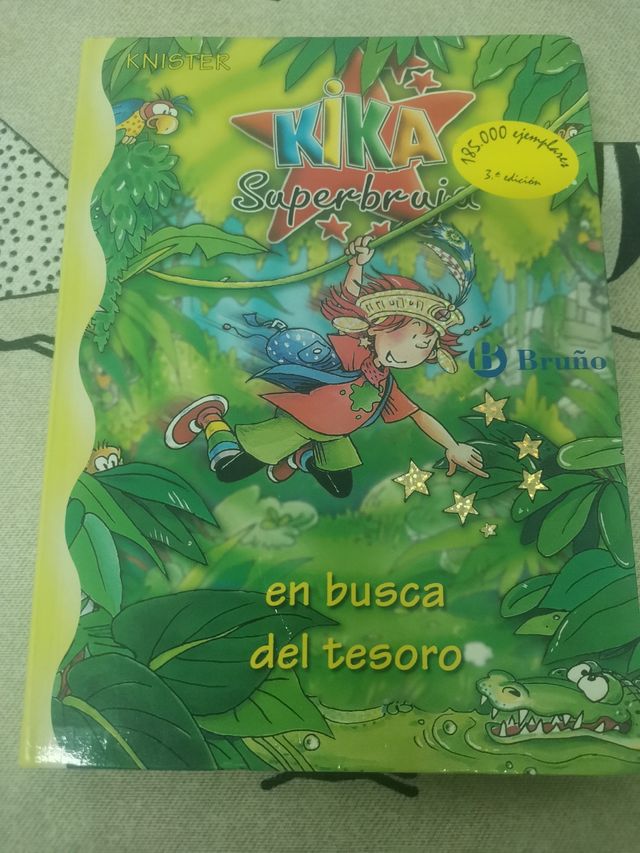 KNISTER
KiKA
Superbruja
185.000 ejemplares
3.ª edición
B Bruño
en busca
del tesoro